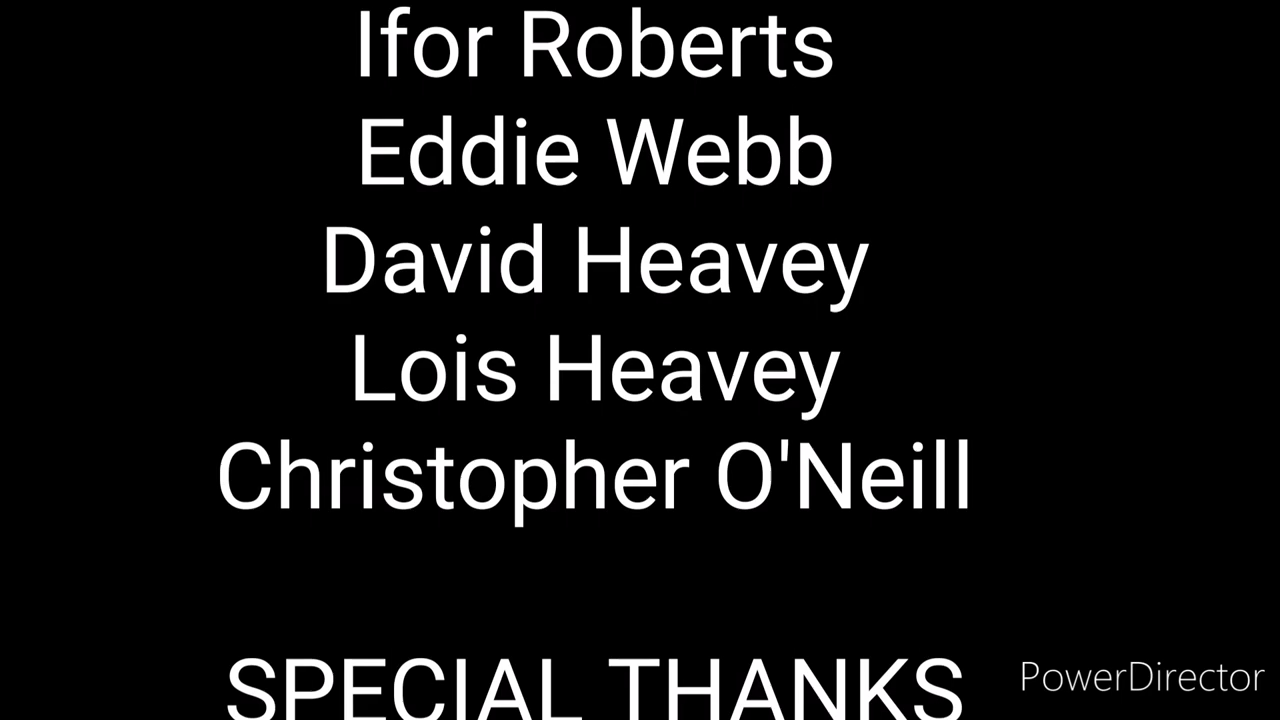 Ifor Roberts
Eddie Webb
David Heavey
Lois Heavey
Christopher O'Neill
SPECIAL THANKS
PowerDirector